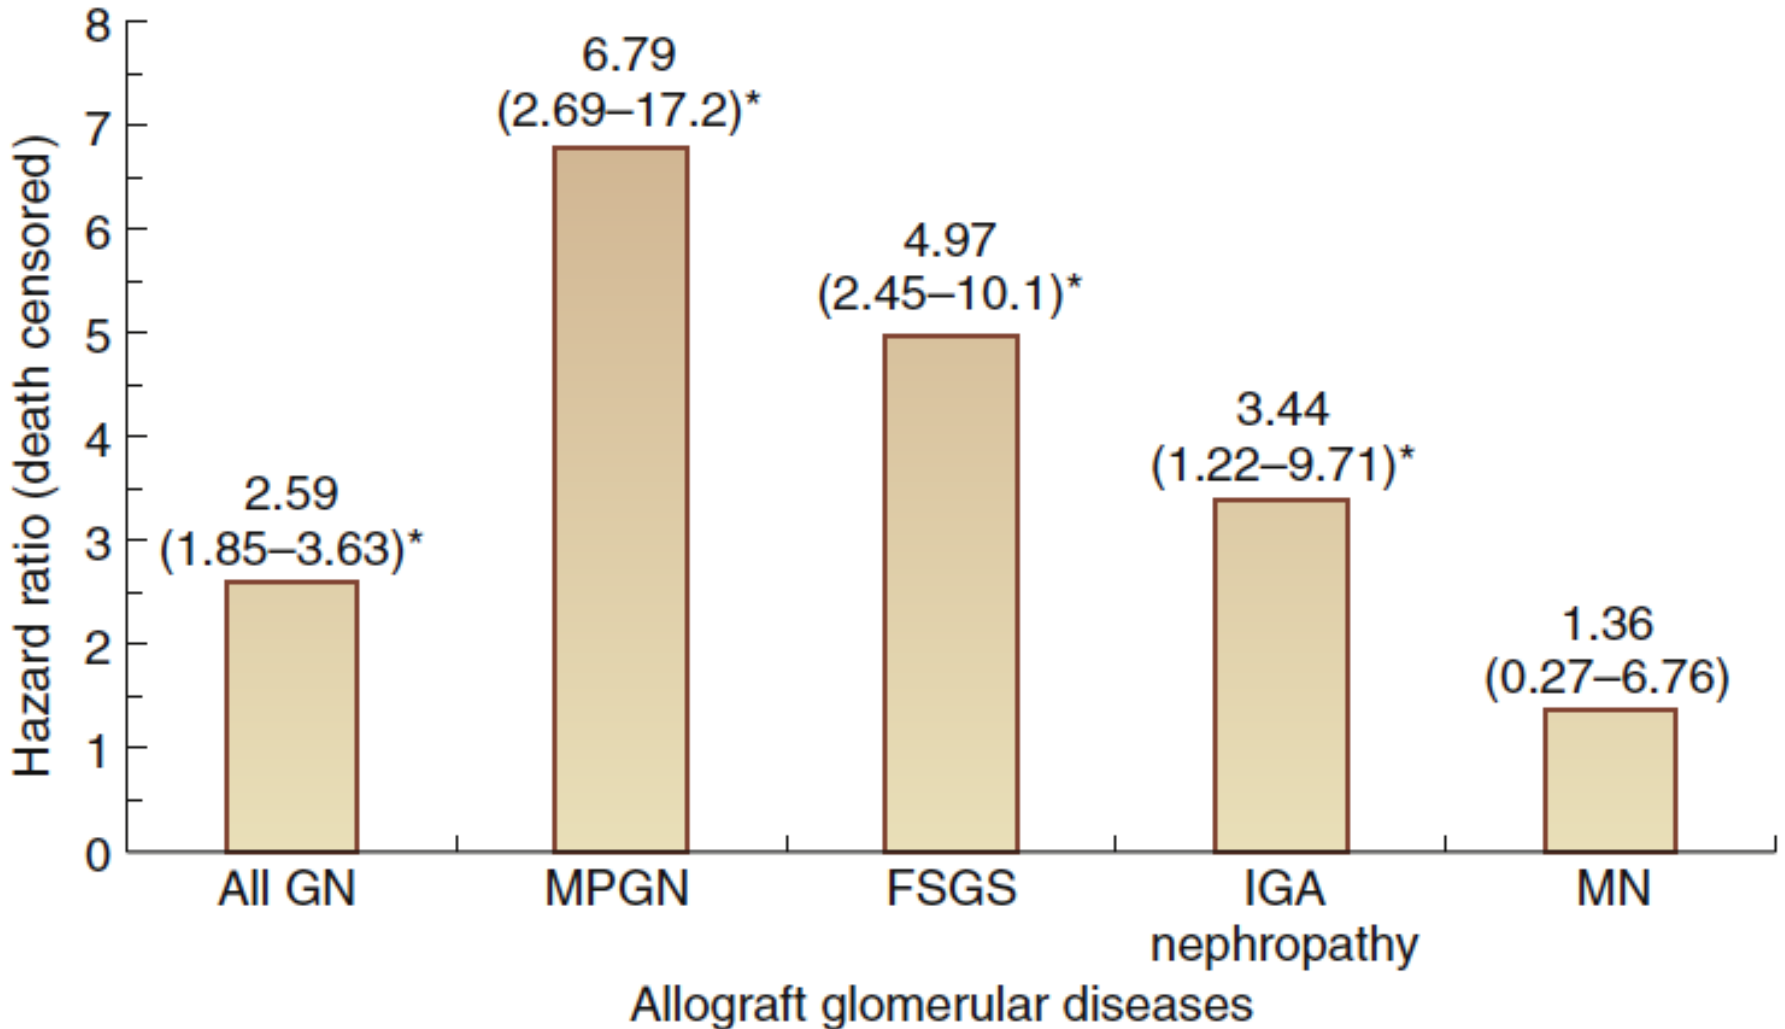 Hazard ratio (death censored)
8
7
6
5
4
3
2
1
0
2.59
(1.85–3.63)*
6.79
(2.69–17.2)*
4.97
(2.45–10.1)*
3.44
(1.22–9.71)*
1.36
(0.27–6.76)
All GN
MPGN
FSGS
IGA
nephropathy
MN
Allograft glomerular diseases